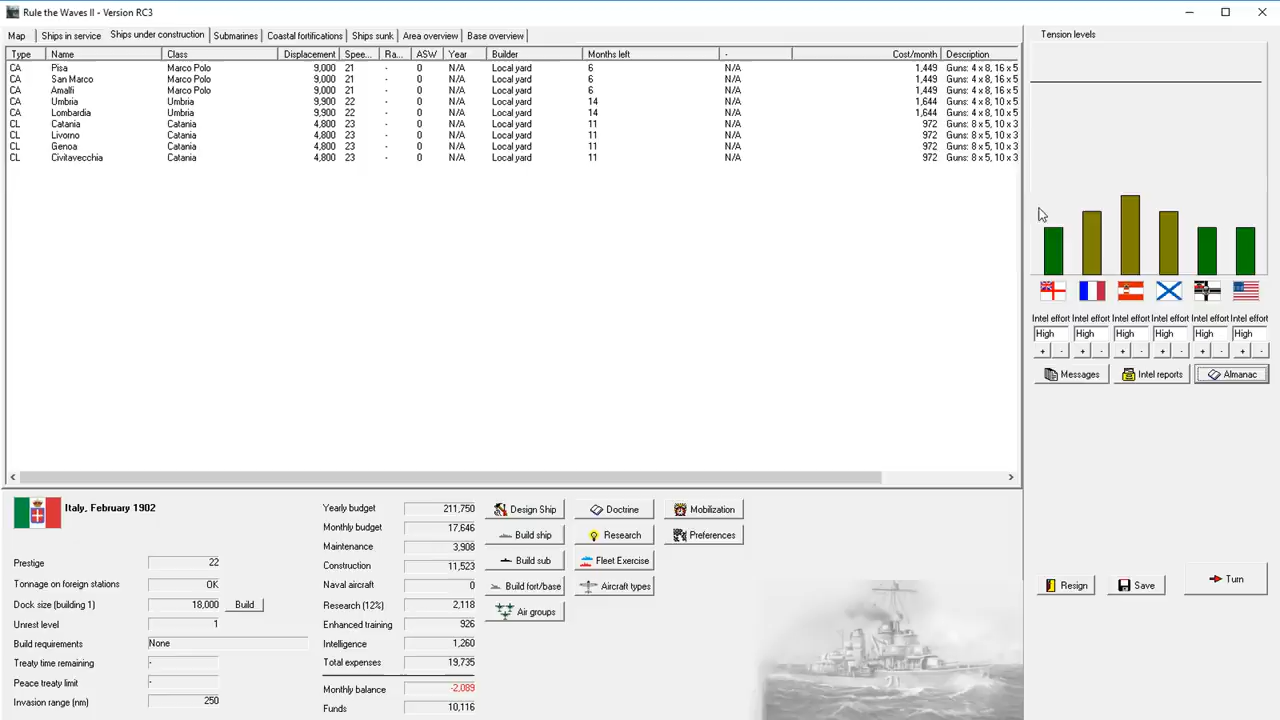 Rule the Waves II - Version RC3
Map Ships in service Ships under construction Submarines Coastal fortifications Ships sunk Area overview Base overview
Tension levels
Type Name Class Displacement Spee... Ra... ASW Year Builder Months left - Cost/month Description
CA Pisa Marco Polo 9,000 21 - 0 N/A Local yard 6 N/A 1,449 Guns: 4 x 8, 16 x 5
CA San Marco Marco Polo 9,000 21 - 0 N/A Local yard 6 N/A 1,449 Guns: 4 x 8, 16 x 5
CA Amalfi Marco Polo 9,000 21 - 0 N/A Local yard 6 N/A 1,449 Guns: 4 x 8, 16 x 5
CA Umbria Umbria 9,900 22 - 0 N/A Local yard 14 N/A 1,644 Guns: 4 x 8, 10 x 5
CA Lombardia Umbria 9,900 22 - 0 N/A Local yard 14 N/A 1,644 Guns: 4 x 8, 10 x 5
CL Catania Catania 4,800 23 - 0 N/A Local yard 11 N/A 972 Guns: 8 x 5, 10 x 3
CL Livorno Catania 4,800 23 - 0 N/A Local yard 11 N/A 972 Guns: 8 x 5, 10 x 3
CL Genoa Catania 4,800 23 - 0 N/A Local yard 11 N/A 972 Guns: 8 x 5, 10 x 3
CL Civitavecchia Catania 4,800 23 - 0 N/A Local yard 11 N/A 972 Guns: 8 x 5, 10 x 3
Intel effort Intel effort Intel effort Intel effort Intel effort Intel effort
High High High High High High
+ - + - + - + - + - + -
Messages Intel reports Almanac
Italy, February 1902
Prestige 22
Tonnage on foreign stations OK
Dock size (building 1) 18,000 Build
Unrest level 1
Build requirements None
Treaty time remaining -
Peace treaty limit -
Invasion range (nm) 250
Yearly budget 211,750
Monthly budget 17,646
Maintenance 3,908
Construction 11,523
Naval aircraft 0
Research (12%) 2,118
Enhanced training 926
Intelligence 1,260
Total expenses 19,735
Monthly balance -2,089
Funds 10,116
Design Ship Doctrine Mobilization
Build ship Research Preferences
Build sub Fleet Exercise
Build fort/base Aircraft types
Air groups
Resign Save Turn